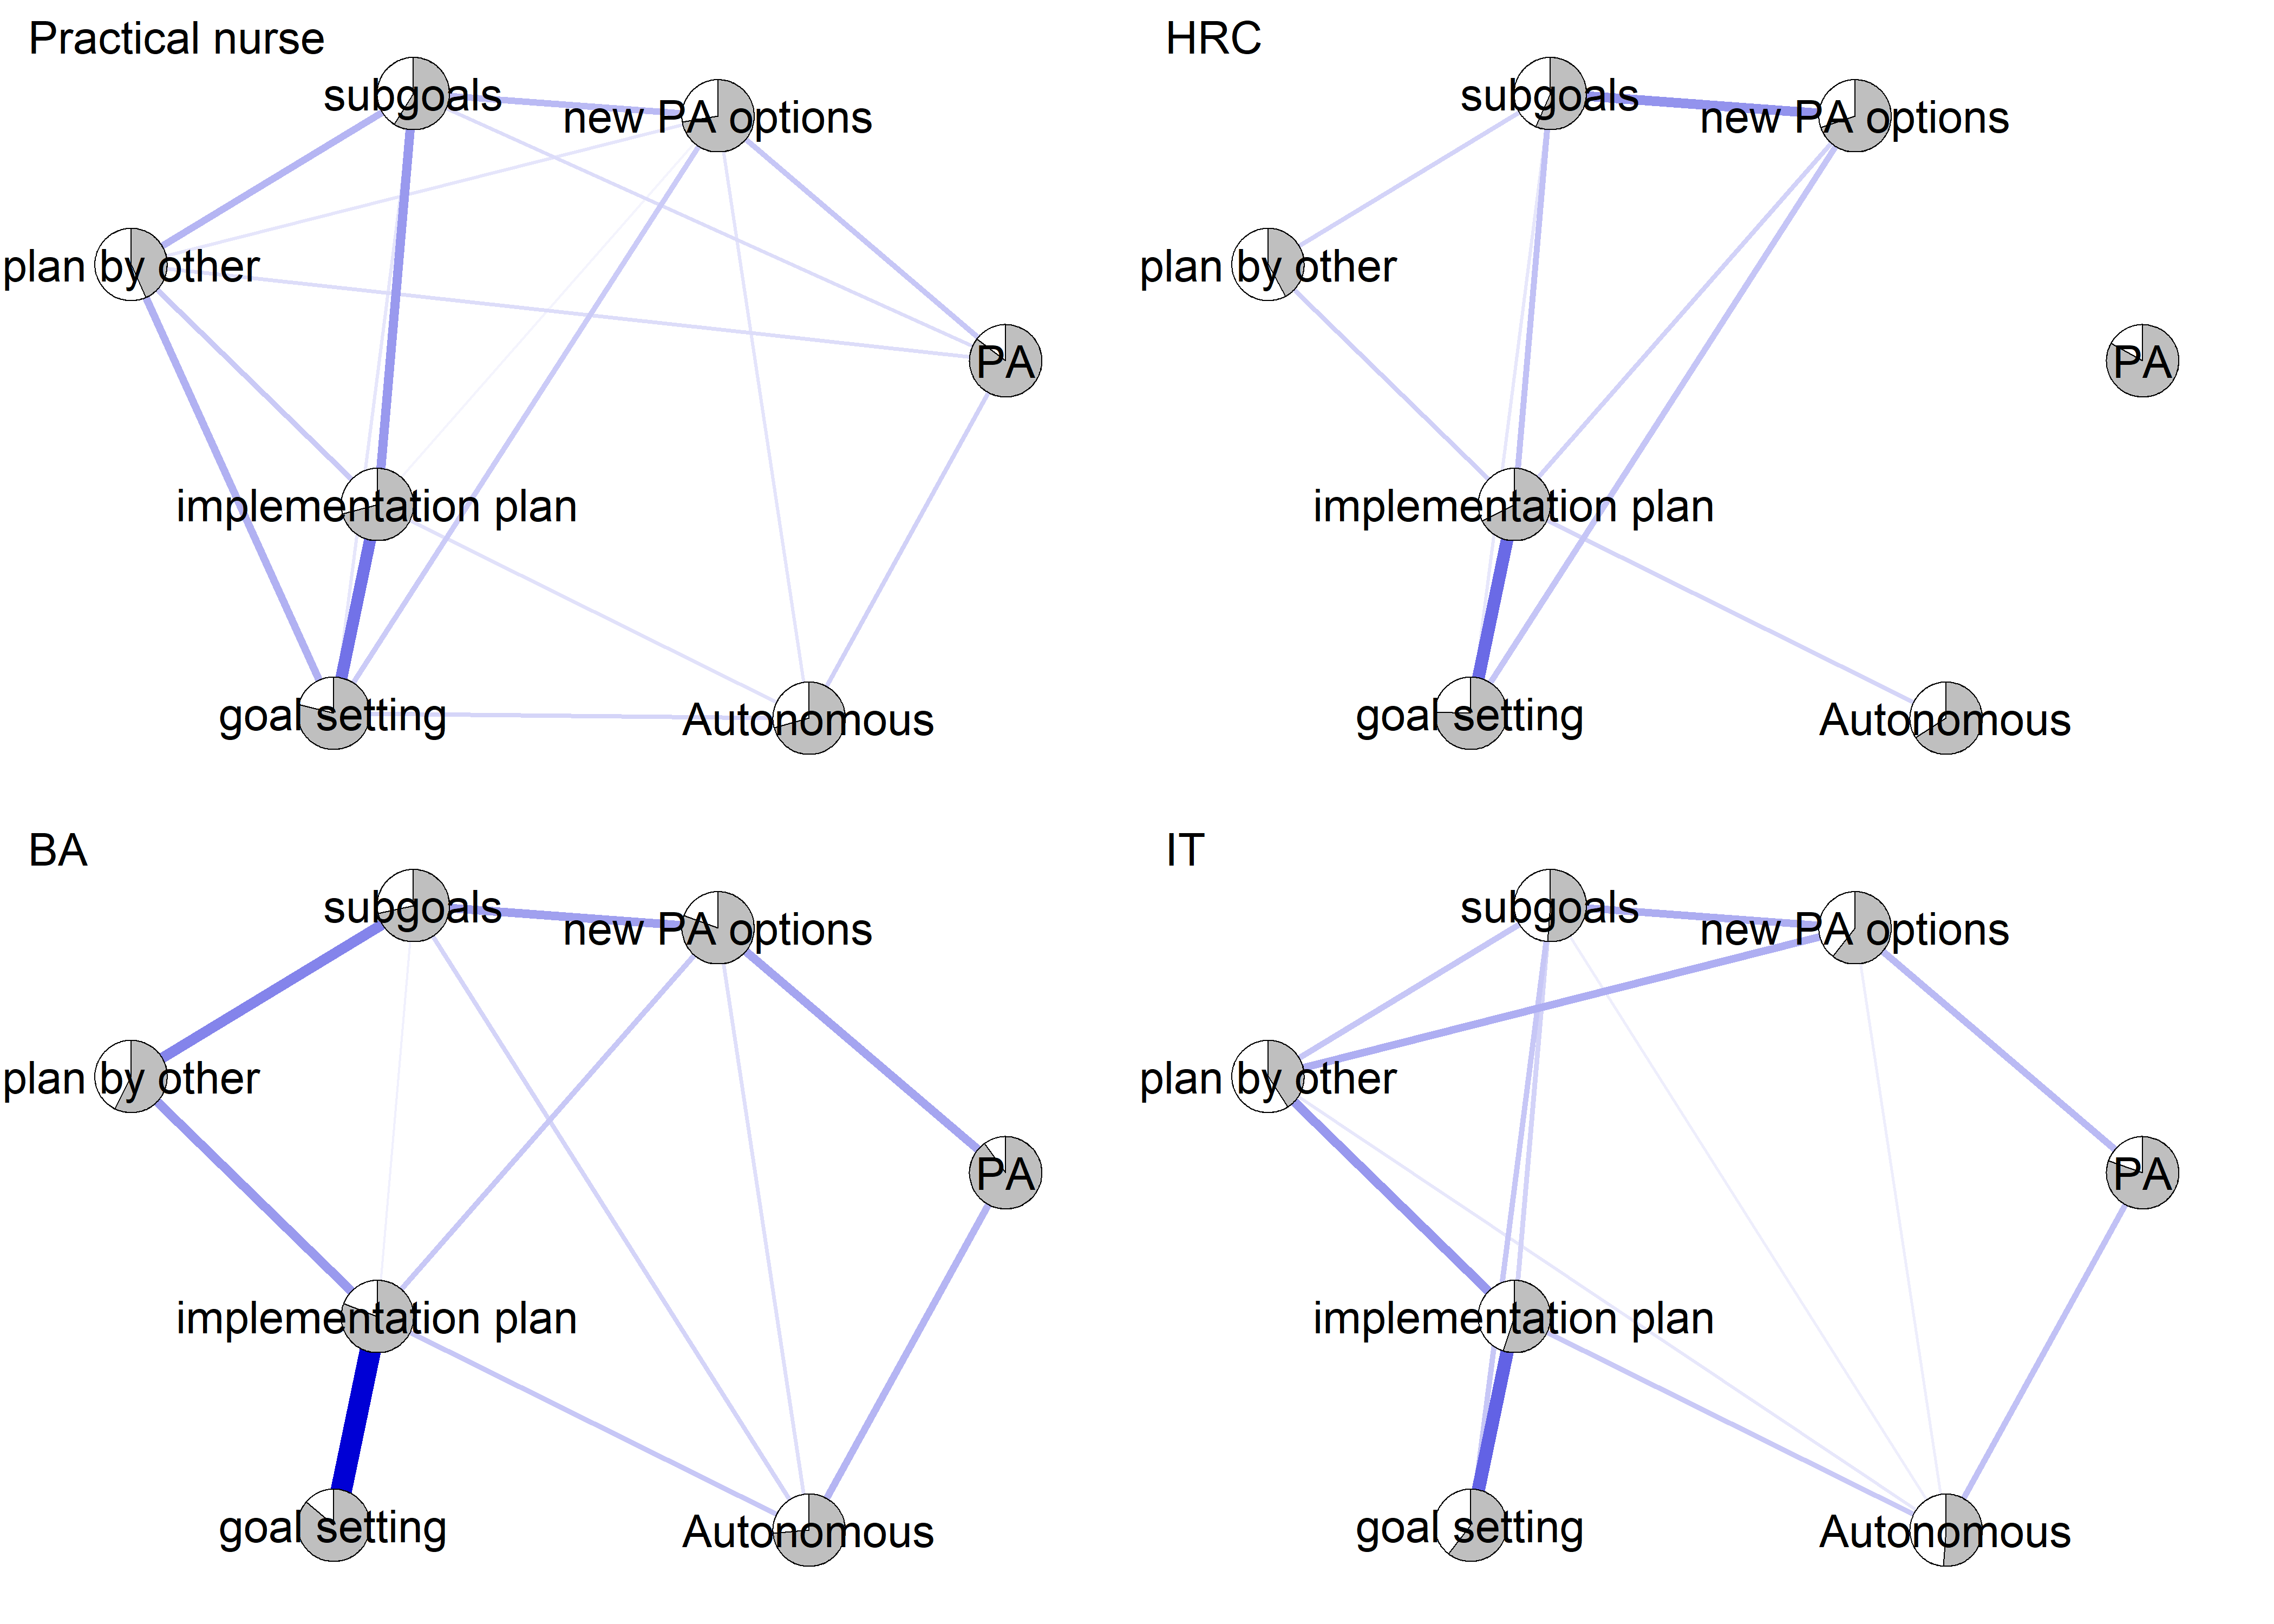 Practical nurse
subgoals
new PA options
plan by other
PA
implementation plan
goal setting
Autonomous
HRC
subgoals
new PA options
plan by other
PA
implementation plan
goal setting
Autonomous
BA
subgoals
new PA options
plan by other
PA
implementation plan
goal setting
Autonomous
IT
subgoals
new PA options
plan by other
PA
implementation plan
goal setting
Autonomous